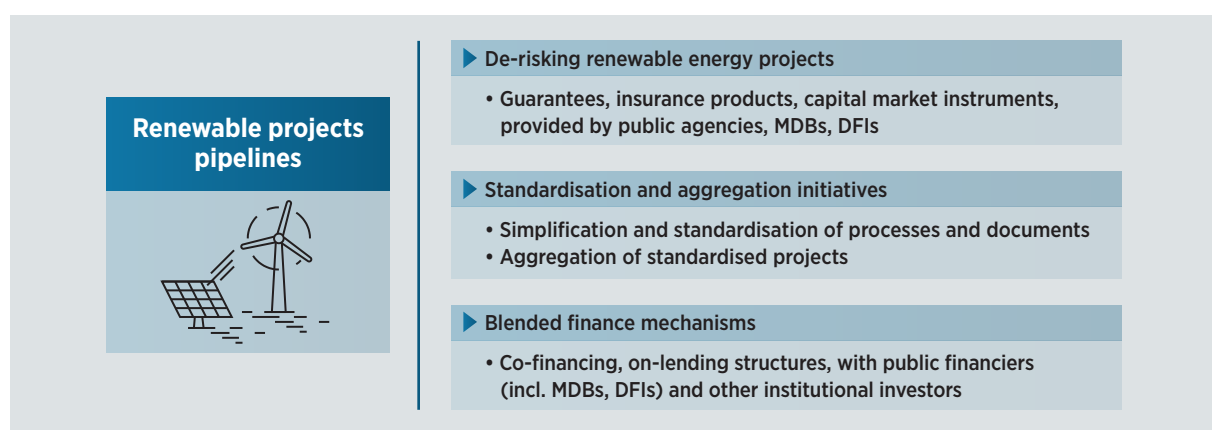 Renewable projects
pipelines
De-risking renewable energy projects
• Guarantees, insurance products, capital market instruments,
provided by public agencies, MDBs, DFIs
Standardisation and aggregation initiatives
• Simplification and standardisation of processes and documents
• Aggregation of standardised projects
Blended finance mechanisms
• Co-financing, on-lending structures, with public financiers
(incl. MDBs, DFIs) and other institutional investors